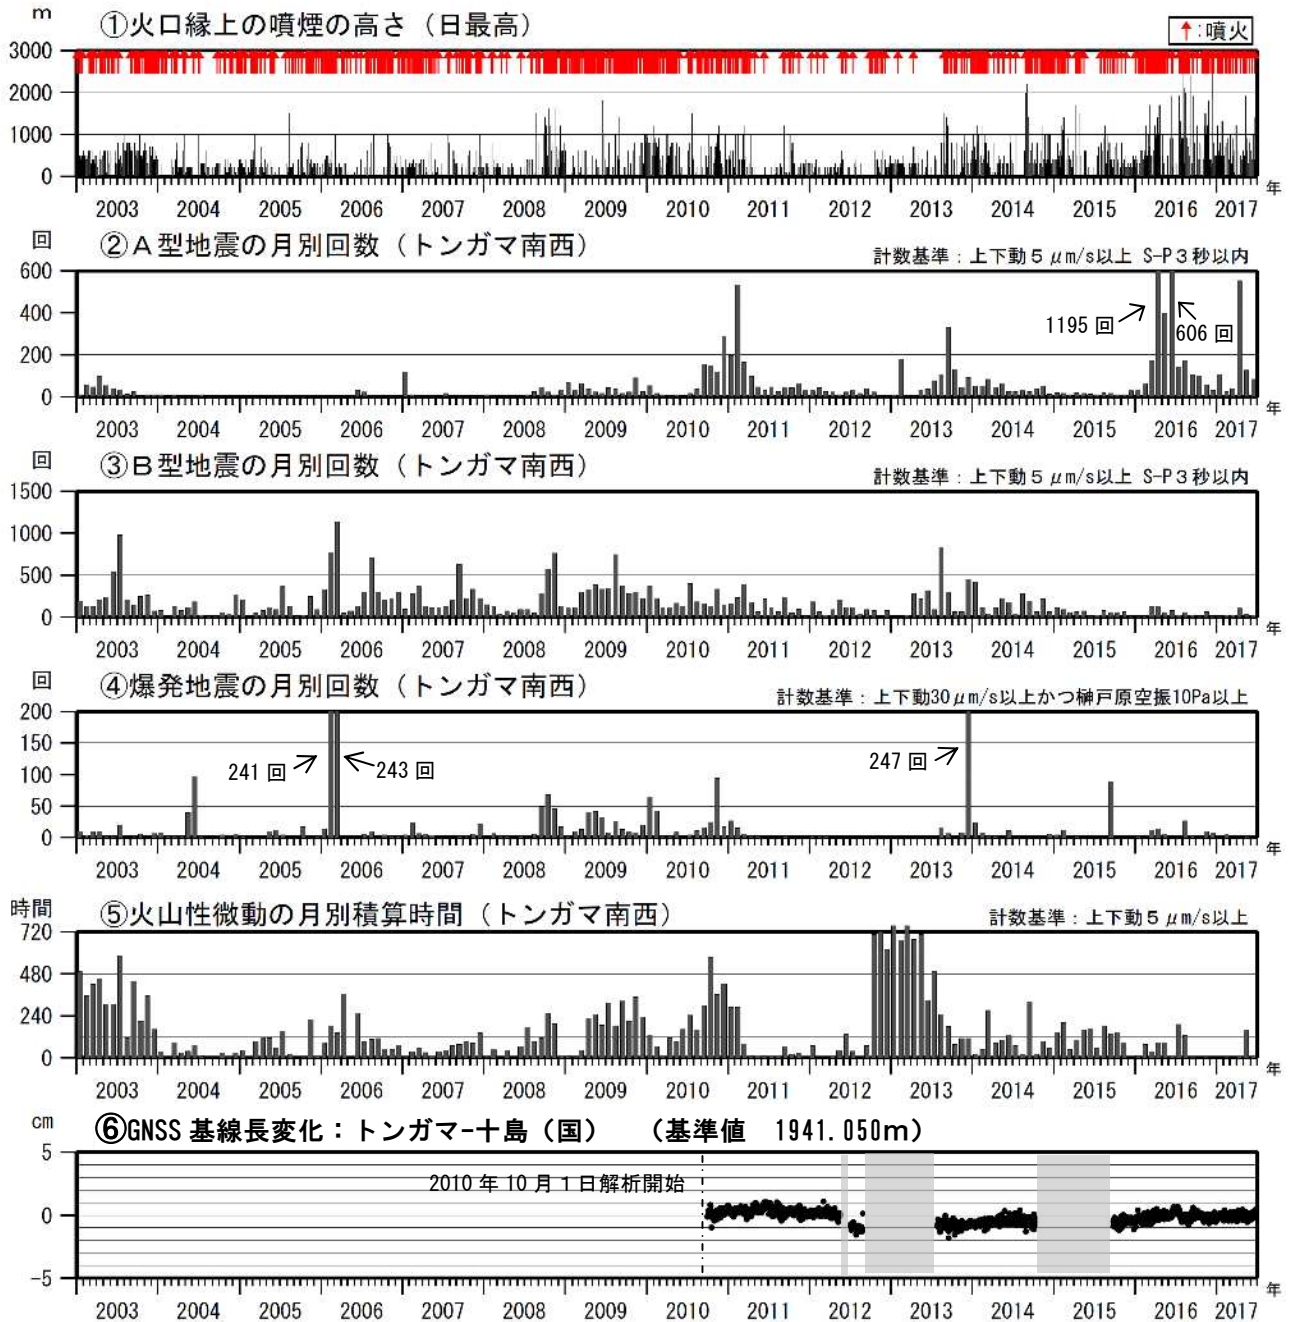 m ①火口縁上の噴煙の高さ（日最高） ↑:噴火
3000
2000
1000
0
2003 2004 2005 2006 2007 2008 2009 2010 2011 2012 2013 2014 2015 2016 2017 年
回 ②A型地震の月別回数（トンガマ南西） 計数基準：上下動5μm/s以上 S-P3秒以内
600
400
200
0
1195回
606回
2003 2004 2005 2006 2007 2008 2009 2010 2011 2012 2013 2014 2015 2016 2017 年
回 ③B型地震の月別回数（トンガマ南西） 計数基準：上下動5μm/s以上 S-P3秒以内
1500
1000
500
0
2003 2004 2005 2006 2007 2008 2009 2010 2011 2012 2013 2014 2015 2016 2017 年
回 ④爆発地震の月別回数（トンガマ南西） 計数基準：上下動30μm/s以上かつ榊戸原空振10Pa以上
200
150
100
50
0
241回 243回 247回
2003 2004 2005 2006 2007 2008 2009 2010 2011 2012 2013 2014 2015 2016 2017 年
時間 ⑤火山性微動の月別積算時間（トンガマ南西） 計数基準：上下動5μm/s以上
720
480
240
0
2003 2004 2005 2006 2007 2008 2009 2010 2011 2012 2013 2014 2015 2016 2017 年
cm ⑥GNSS基線長変化：トンガマ-十島（国） （基準値 1941.050m）
5
0
-5
2010年10月1日解析開始
2003 2004 2005 2006 2007 2008 2009 2010 2011 2012 2013 2014 2015 2016 2017 年